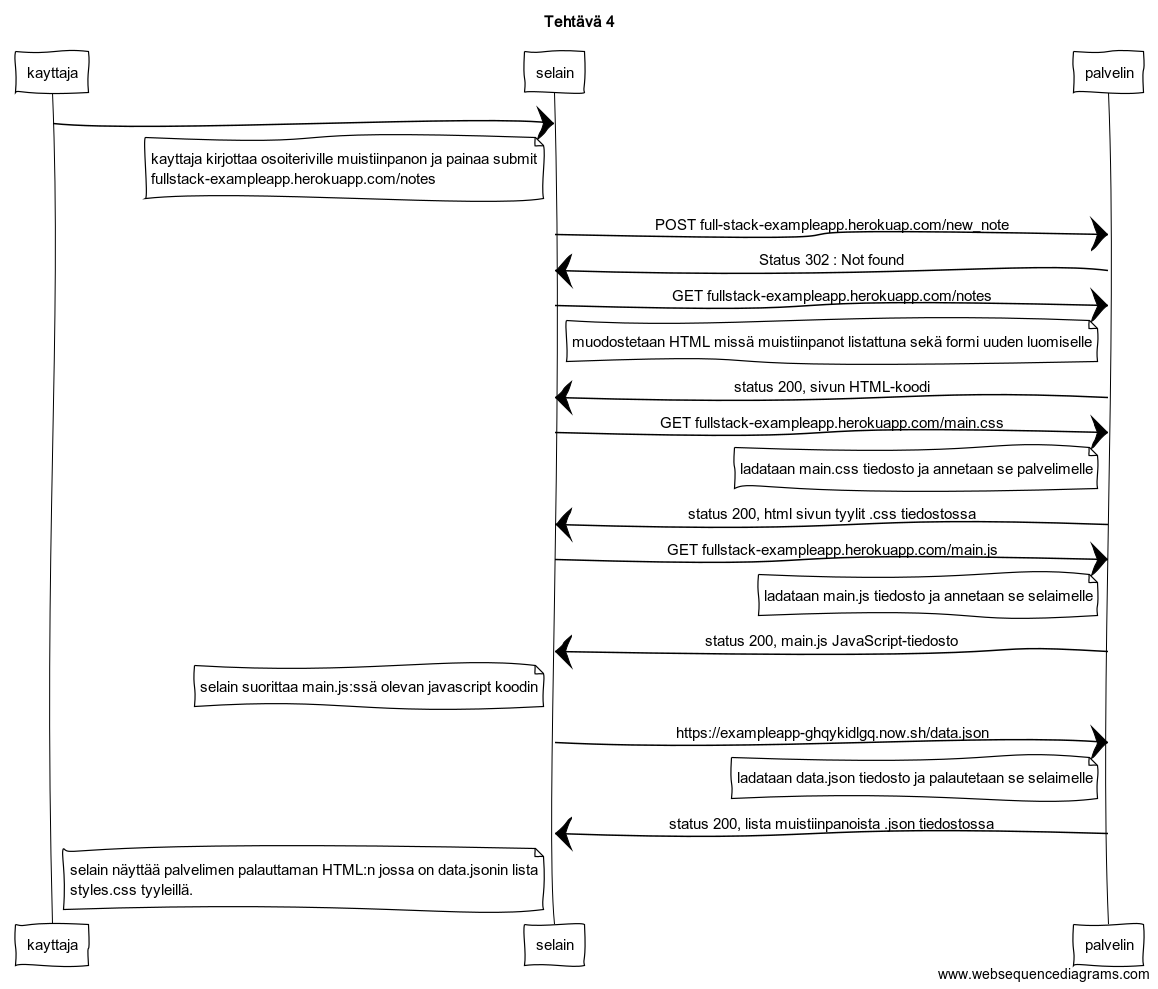 Tehtävä 4
kayttaja
selain
palvelin
kayttaja kirjottaa osoiteriville muistiinpanon ja painaa submit
fullstack-exampleapp.herokuapp.com/notes
POST full-stack-exampleapp.herokuap.com/new_note
Status 302 : Not found
GET fullstack-exampleapp.herokuapp.com/notes
muodostetaan HTML missä muistiinpanot listattuna sekä formi uuden luomiselle
status 200, sivun HTML-koodi
GET fullstack-exampleapp.herokuapp.com/main.css
ladataan main.css tiedosto ja annetaan se palvelimelle
status 200, html sivun tyylit .css tiedostossa
GET fullstack-exampleapp.herokuapp.com/main.js
ladataan main.js tiedosto ja annetaan se selaimelle
status 200, main.js JavaScript-tiedosto
selain suorittaa main.js:ssä olevan javascript koodin
https://exampleapp-ghqykidlgq.now.sh/data.json
ladataan data.json tiedosto ja palautetaan se selaimelle
status 200, lista muistiinpanoista .json tiedostossa
selain näyttää palvelimen palauttaman HTML:n jossa on data.jsonin lista
styles.css tyyleillä.
kayttaja
selain
palvelin
www.websequencediagrams.com